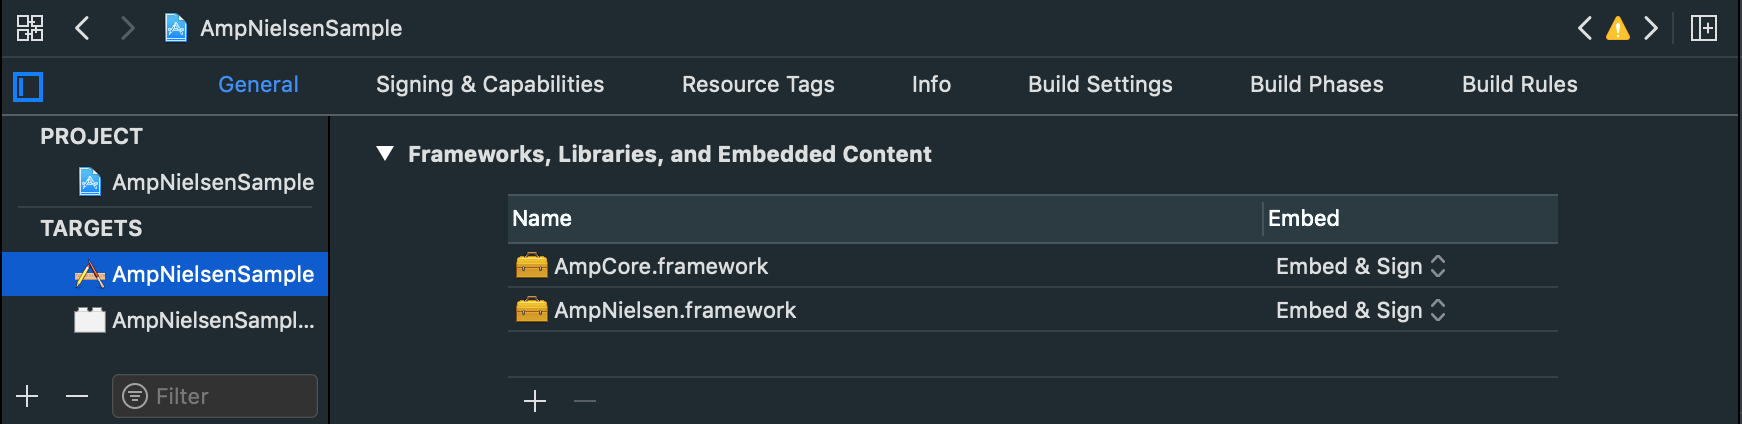 AmpNielsenSample
General Signing & Capabilities Resource Tags Info Build Settings Build Phases Build Rules
PROJECT
AmpNielsenSample
TARGETS
AmpNielsenSample
AmpNielsenSampl...
Filter
Frameworks, Libraries, and Embedded Content
Name Embed
AmpCore.framework Embed & Sign
AmpNielsen.framework Embed & Sign